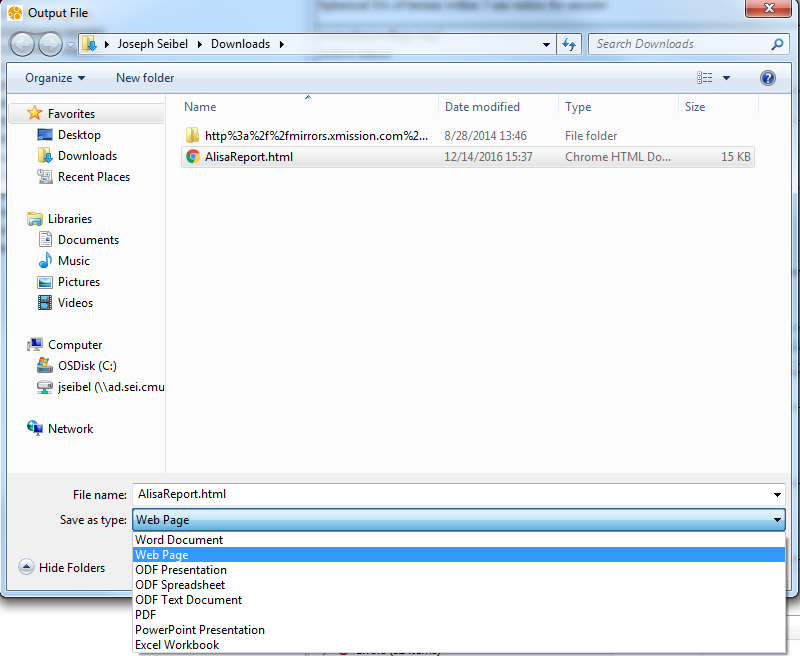 Output File
Joseph Seibel Downloads
Search Downloads
Organize New folder
Name Date modified Type Size
Favorites
Desktop
Downloads
Recent Places
Libraries
Documents
Music
Pictures
Videos
Computer
OSDisk (C:)
jseibel (\\ad.sei.cmu
Network
http%3a%2f%2fmirrors.xmission.com%2... 8/28/2014 13:46 File folder
AlisaReport.html 12/14/2016 15:37 Chrome HTML Do... 15 KB
File name: AlisaReport.html
Save as type: Web Page
Word Document
Web Page
ODF Presentation
ODF Spreadsheet
ODF Text Document
PDF
PowerPoint Presentation
Excel Workbook
Hide Folders